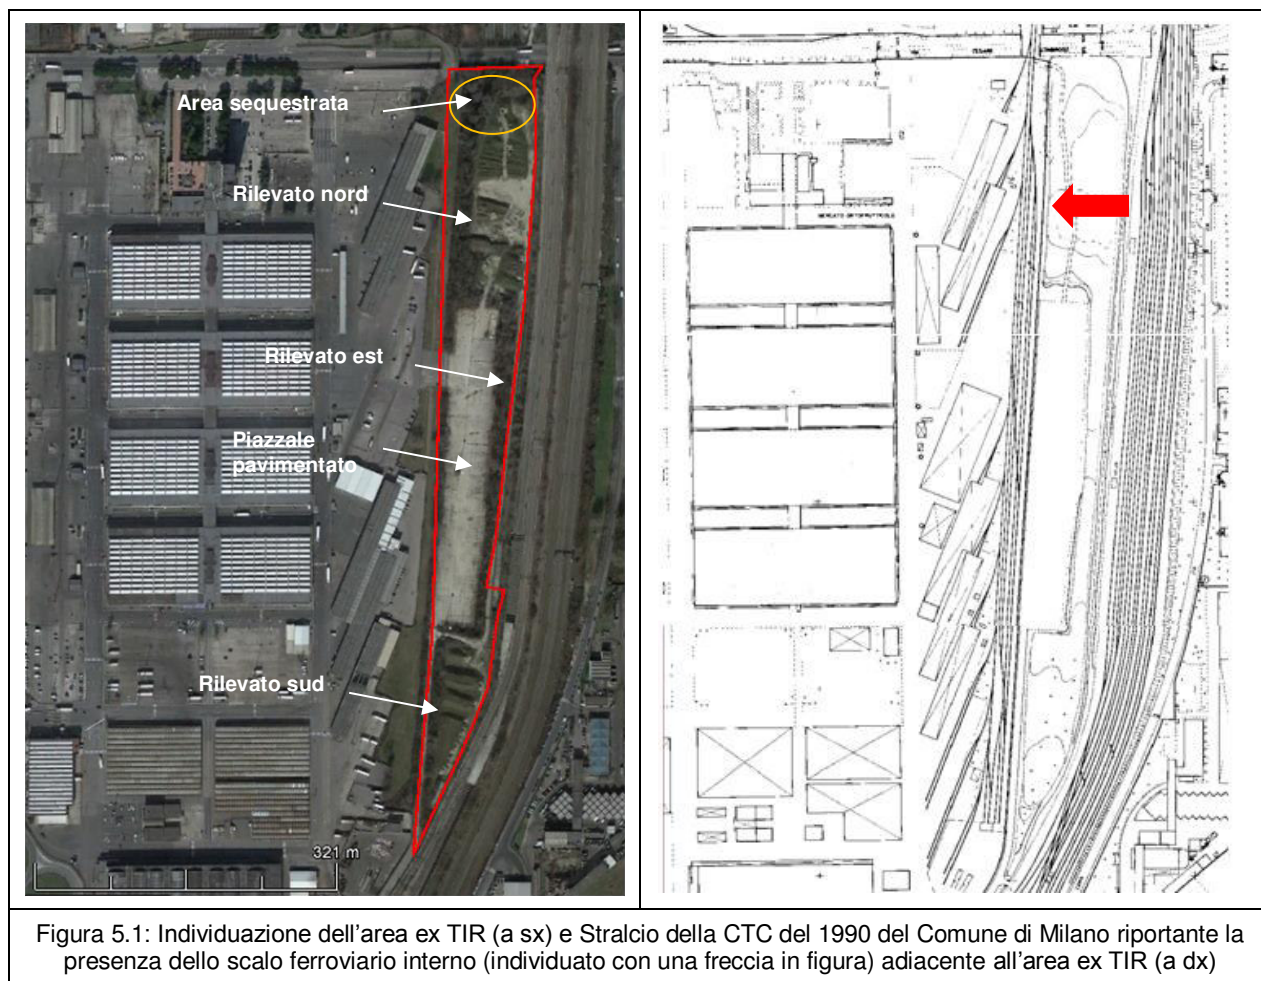 Area sequestrata
Rilevato nord
Rilevato est
Piazzale
pavimentato
Rilevato sud
321 m
MERCATO ORTOFRUTTICOLO
Figura 5.1: Individuazione dell'area ex TIR (a sx) e Stralcio della CTC del 1990 del Comune di Milano riportante la
presenza dello scalo ferroviario interno (individuato con una freccia in figura) adiacente all'area ex TIR (a dx)